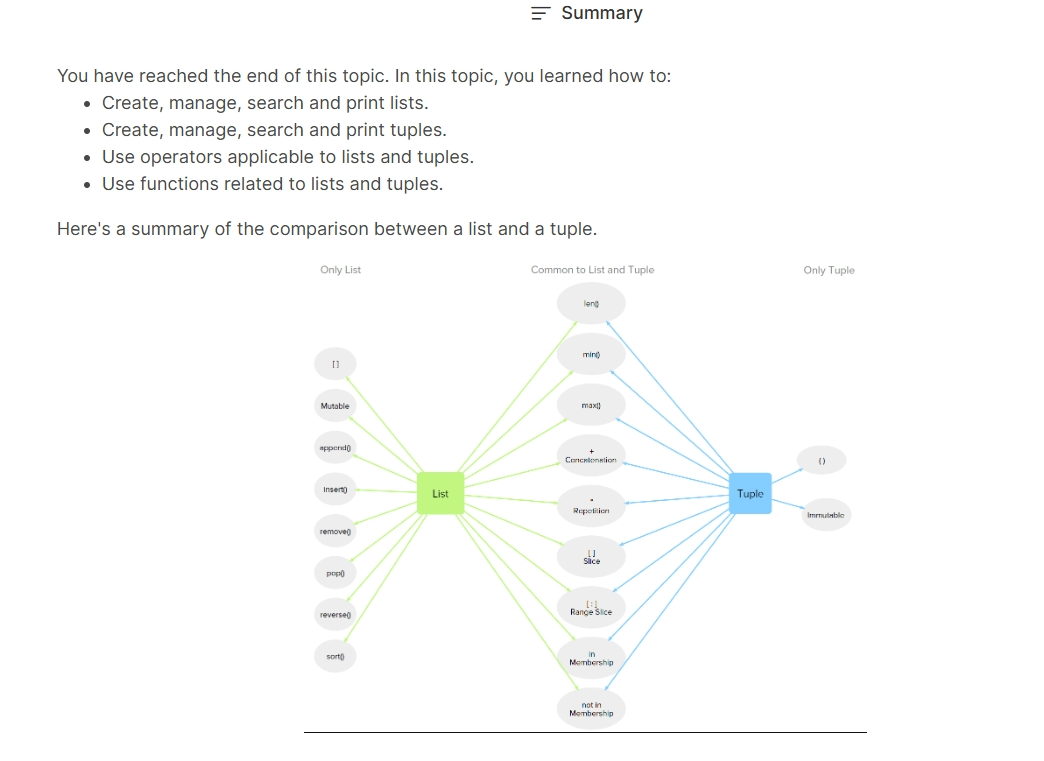 Summary
You have reached the end of this topic. In this topic, you learned how to:
• Create, manage, search and print lists.
• Create, manage, search and print tuples.
• Use operators applicable to lists and tuples.
• Use functions related to lists and tuples.
Here's a summary of the comparison between a list and a tuple.
Only List
Common to List and Tuple
Only Tuple
[ ]
Mutable
append()
insert()
remove()
pop()
reverse()
sort()
List
len()
min()
max()
+
Concatenation
*
Repetition
[ ]
Slice
[ : ]
Range Slice
in
Membership
not in
Membership
Tuple
()
Immutable